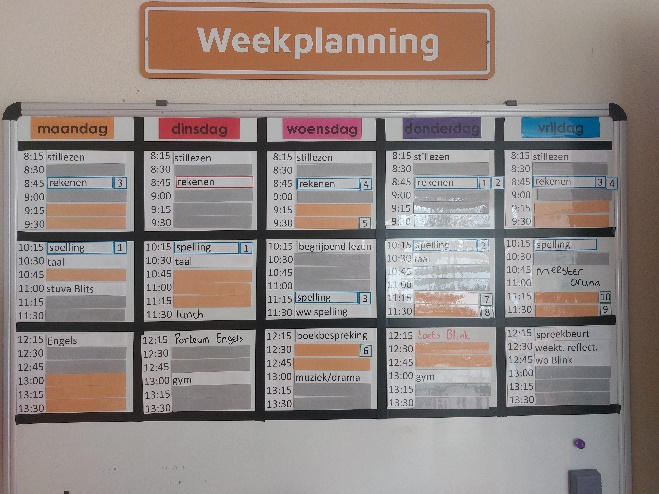 Weekplanning
maandag dinsdag woensdag donderdag vrijdag
8:15 stillezen 8:15 stillezen 8:15 stillezen 8:15 stillezen 8:15 stillezen
8:30 8:30 8:30 8:30 8:30
8:45 rekenen 3 8:45 rekenen 8:45 rekenen 4 8:45 rekenen 1 2 8:45 rekenen 3 4
9:00 9:00 9:00 9:00 9:00
9:15 9:15 9:15 9:15 9:15
9:30 9:30 9:30 5 9:30 9:30
10:15 spelling 1 10:15 spelling 1 10:15 begrijpend lezen 10:15 spelling 2 10:15 spelling
10:30 taal 10:30 taal 10:30 10:30 taal 10:30
10:45 10:45 10:45 10:45 10:45 meester
11:00 stuva Blits 11:00 11:00 11:00 11:00
11:15 11:15 11:15 spelling 3 11:15 7 11:15 10
11:30 11:30 lunch 11:30 ww spelling 11:30 8 11:30 9
12:15 Engels 12:15 Engels 12:15 boekbespreking 12:15 Toets Blink 12:15 spreekbeurt
12:30 12:30 12:30 6 12:30 12:30 weekt. reflect.
12:45 12:45 12:45 12:45 12:45 wo Blink
13:00 13:00 gym 13:00 muziek/drama 13:00 gym 13:00
13:15 13:15 13:15 13:15 13:15
13:30 13:30 13:30 13:30 13:30